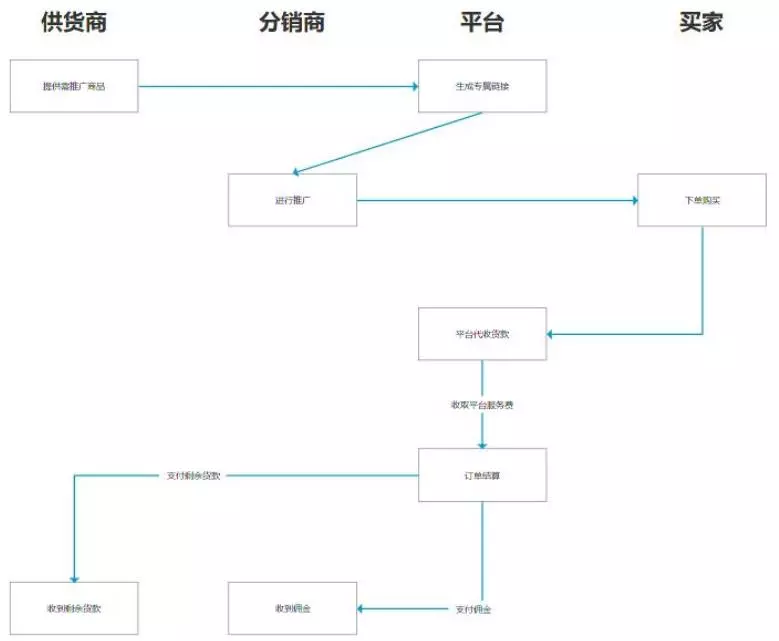 供货商 分销商 平台 买家
提供需推广商品 生成专属链接
进行推广 下单购买
平台代收货款
收取平台服务费
支付剩余货款 订单结算
收到剩余货款 收到佣金 支付佣金